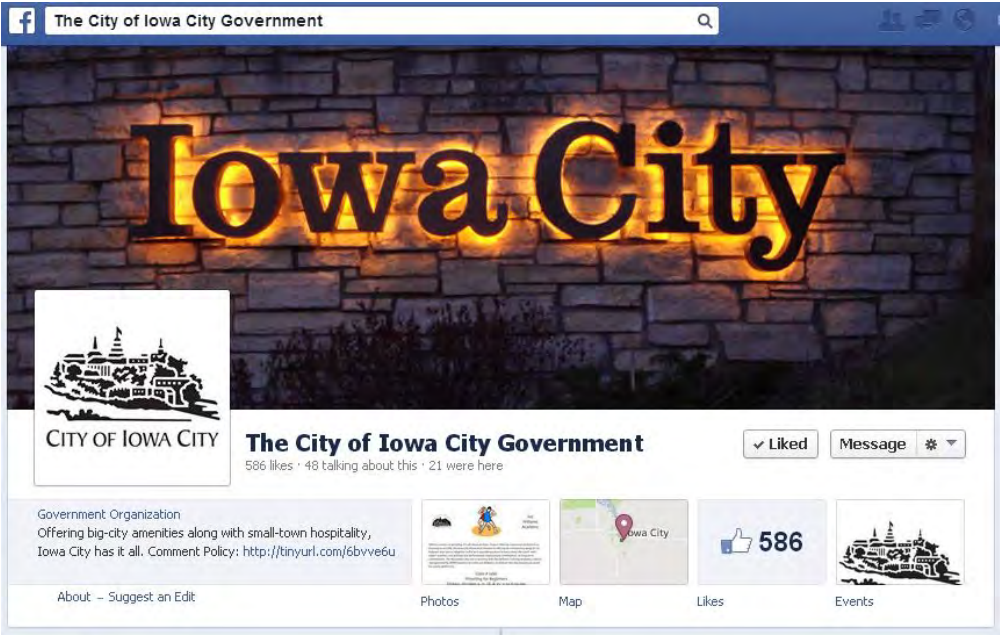 The City of Iowa City Government
Iowa City
CITY OF IOWA CITY
The City of Iowa City Government
586 likes · 48 talking about this · 21 were here
Liked
Message
Government Organization
Offering big-city amenities along with small-town hospitality,
Iowa City has it all. Comment Policy: http://tinyurl.com/6bvve6u
About – Suggest an Edit
Photos
owa City
Map
586
Likes
Events